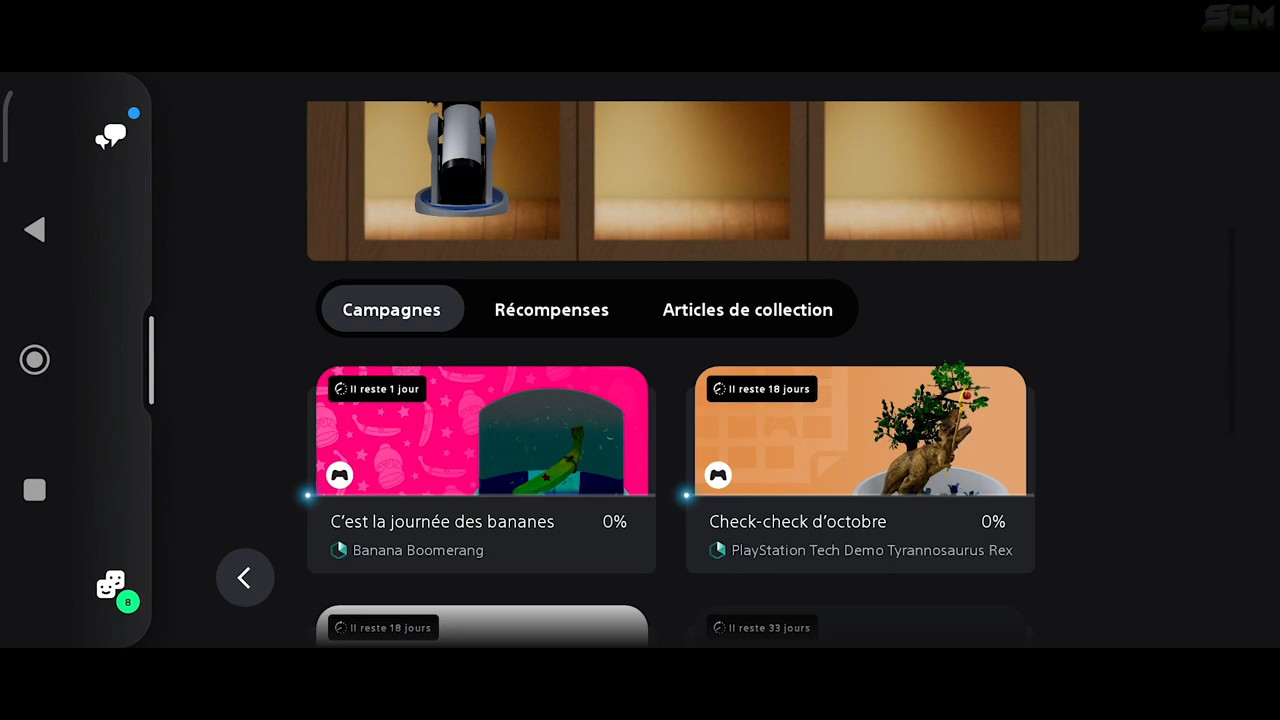 SCM
Campagnes
Récompenses
Articles de collection
Il reste 1 jour
Il reste 18 jours
C'est la journée des bananes
0%
Banana Boomerang
Check-check d'octobre
0%
PlayStation Tech Demo Tyrannosaurus Rex
8
Il reste 18 jours
Il reste 33 jours